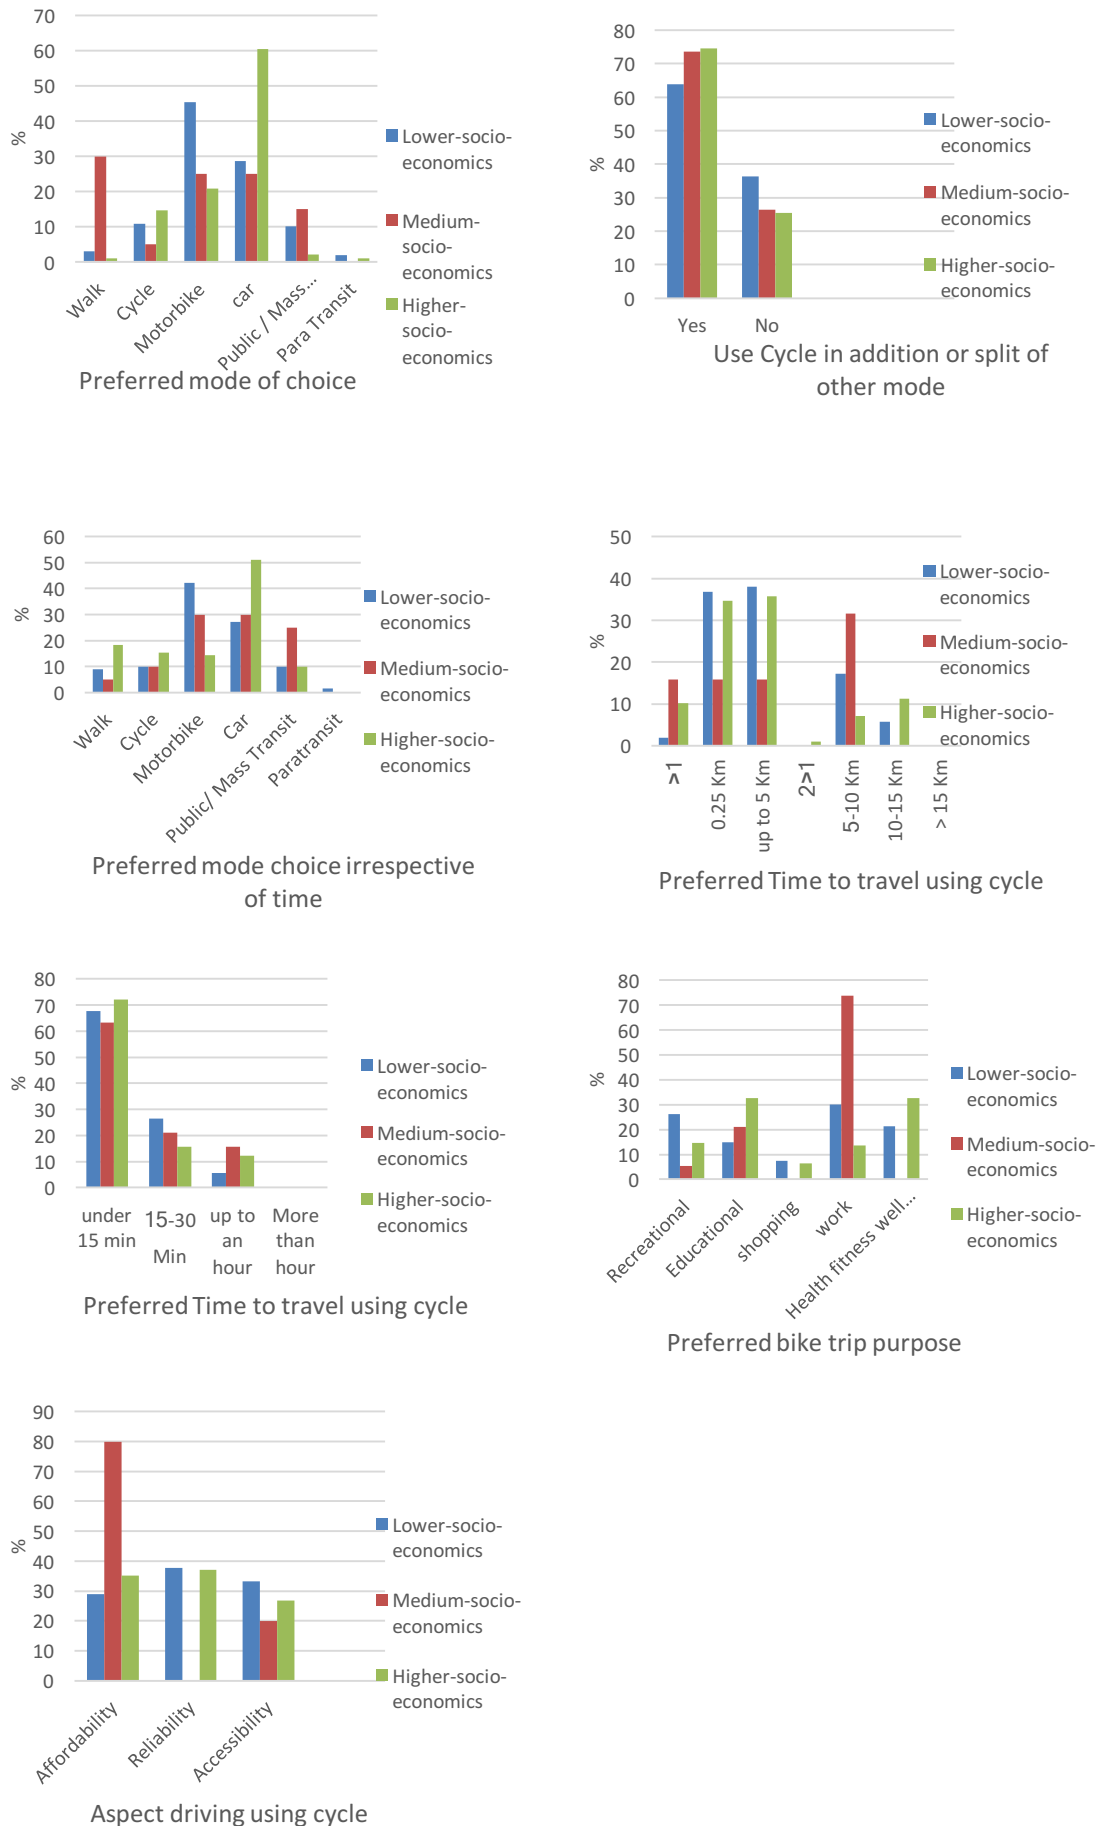 70
60
50
40
30
20
10
0
%
Walk
Cycle
Motorbike
car
Public / Mass...
Para Transit
Lower-socio-
economics
Medium-
socio-
economics
Higher-
socio-
economics
Preferred mode of choice
80
70
60
50
40
30
20
10
0
%
Yes
No
Lower-socio-
economics
Medium-socio-
economics
Higher-socio-
economics
Use Cycle in addition or split of
other mode
60
50
40
30
20
10
0
%
Walk
Cycle
Motorbike
Car
Public/ Mass Transit
Paratransit
Lower-socio-
economics
Medium-socio-
economics
Higher-socio-
economics
Preferred mode choice irrespective
of time
50
40
30
20
10
0
%
>1
0.25 Km
up to 5 Km
2>1
5-10 Km
10-15 Km
> 15 Km
Lower-socio-
economics
Medium-socio-
economics
Higher-socio-
economics
Preferred Time to travel using cycle
80
70
60
50
40
30
20
10
0
%
under
15 min
15-30
Min
up to
an
hour
More
than
hour
Lower-socio-
economics
Medium-socio-
economics
Higher-socio-
economics
Preferred Time to travel using cycle
80
70
60
50
40
30
20
10
0
%
Recreational
Educational
shopping
work
Health fitness well...
Lower-socio-
economics
Medium-socio-
economics
Higher-socio-
economics
Preferred bike trip purpose
90
80
70
60
50
40
30
20
10
0
%
Affordability
Reliability
Accessibility
Lower-socio-
economics
Medium-socio-
economics
Higher-socio-
economics
Aspect driving using cycle